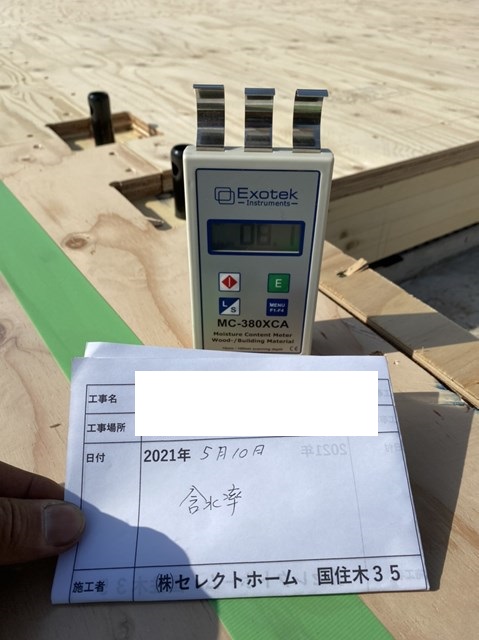 Exotek
Instruments
08.1
E
L/S
MENU
F1-F4
MC-380XCA
Moisture Content Meter
Wood-/Building Material
工事名
工事場所
日付
2021年 5月10日
含水率
施工者
㈱セレクトホーム 国住木35